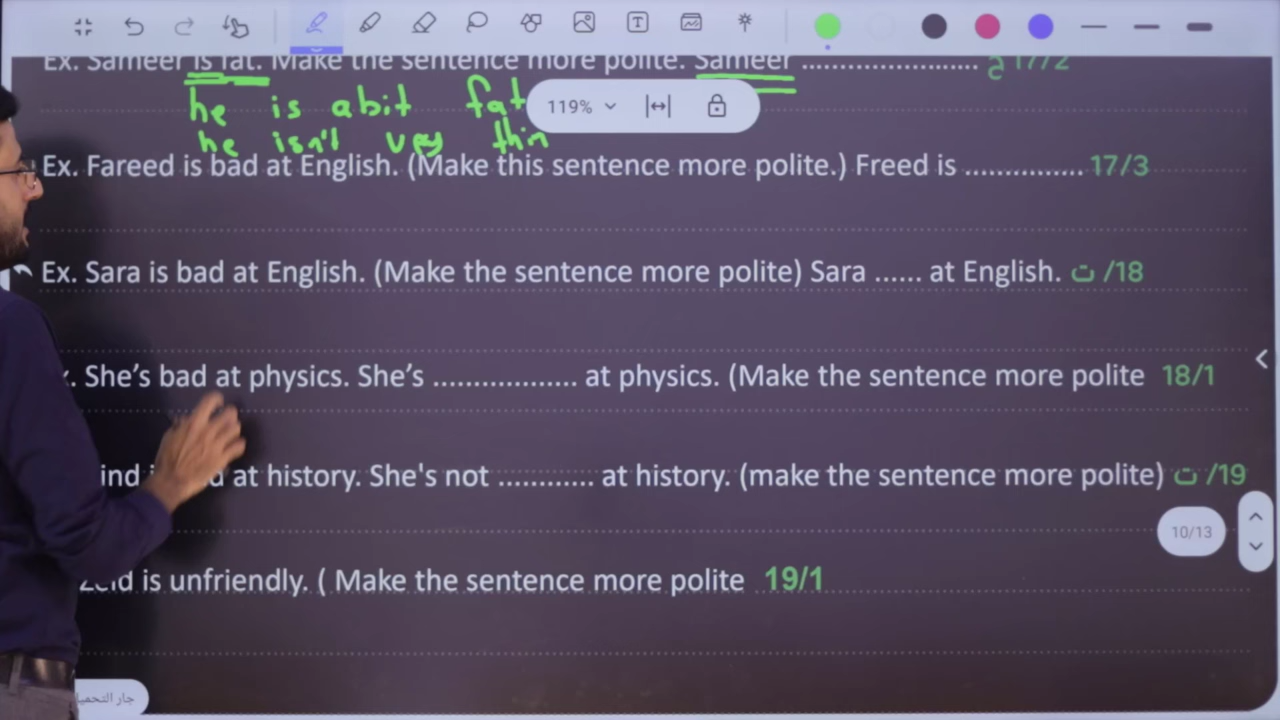 Ex. Sameer is fat. Make the sentence more polite. Sameer ........................... ح 17/2
he is abit fat
119%
he isn't vey thin
Ex. Fareed is bad at English. (Make this sentence more polite.) Freed is ............... 17/3
Ex. Sara is bad at English. (Make the sentence more polite) Sara ...... at English. ت /18
She's bad at physics. She's .................. at physics. (Make the sentence more polite 18/1
at history. She's not ............ at history. (make the sentence more polite) ت /19
10/13
Zeid is unfriendly. ( Make the sentence more polite 19/1
جار التحميل